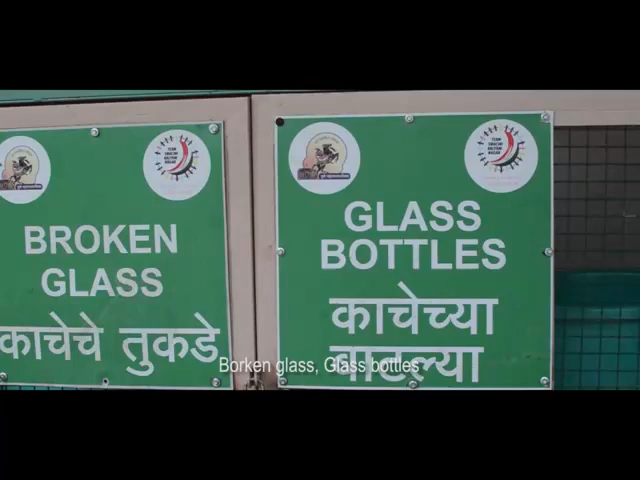 BROKEN
GLASS
काचेचे तुकडे
GLASS
BOTTLES
काचेच्या
बाटल्या
Borken glass, Glass bottles